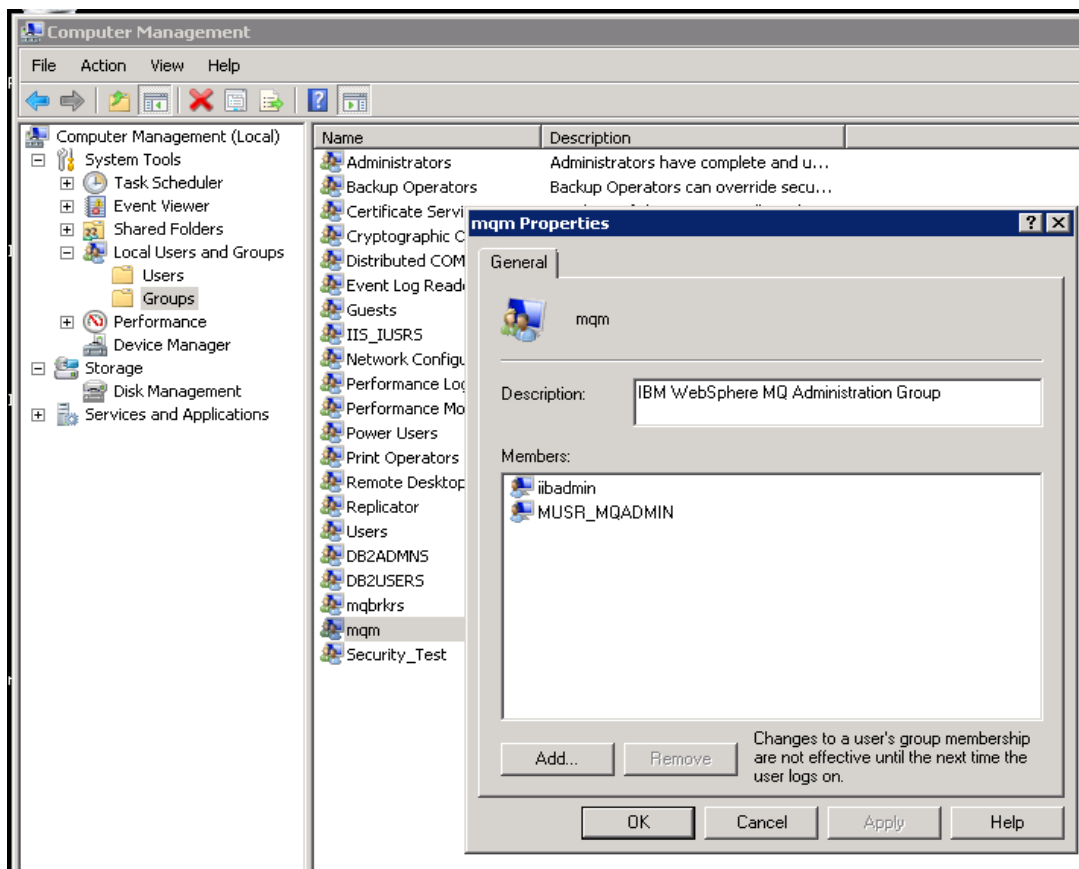 Computer Management
File Action View Help
Computer Management (Local)
System Tools
Task Scheduler
Event Viewer
Shared Folders
Local Users and Groups
Users
Groups
Performance
Device Manager
Storage
Disk Management
Services and Applications
Name Description
Administrators Administrators have complete and u...
Backup Operators Backup Operators can override secu...
Certificate Servi
Cryptographic C
Distributed COM
Event Log Read
Guests
IIS_IUSRS
Network Configu
Performance Log
Performance Mo
Power Users
Print Operators
Remote Desktop
Replicator
Users
DB2ADMNS
DB2USERS
mqbrkrs
mqm
Security_Test
mqm Properties
General
mqm
Description: IBM WebSphere MQ Administration Group
Members:
iibadmin
MUSR_MQADMIN
Add... Remove
Changes to a user's group membership
are not effective until the next time the
user logs on.
OK Cancel Apply Help